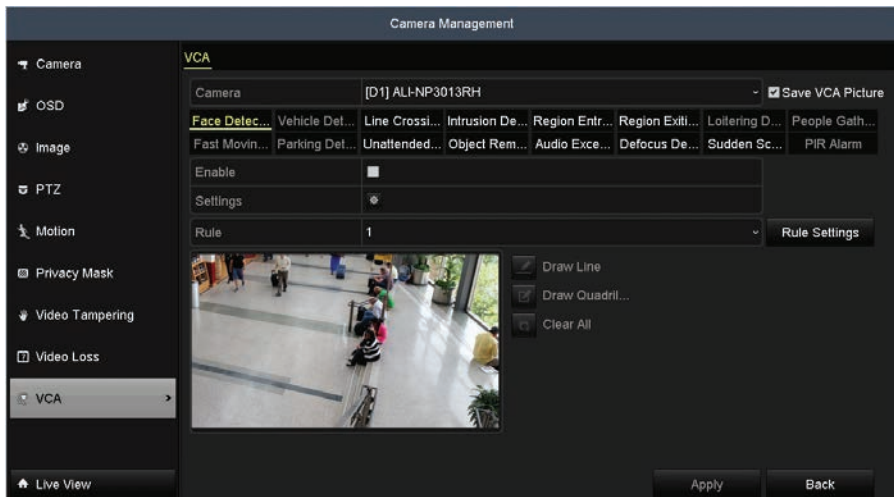 Camera Management
Camera
OSD
Image
PTZ
Motion
Privacy Mask
Video Tampering
Video Loss
VCA
Live View
VCA
Camera [D1] ALI-NP3013RH Save VCA Picture
Face Detec... Vehicle Det... Line Crossi... Intrusion De... Region Entr... Region Exiti... Loitering D... People Gath...
Fast Movin... Parking Det... Unattended... Object Rem... Audio Exce... Defocus De... Sudden Sc... PIR Alarm
Enable
Settings
Rule 1 Rule Settings
Draw Line
Draw Quadril...
Clear All
Apply Back